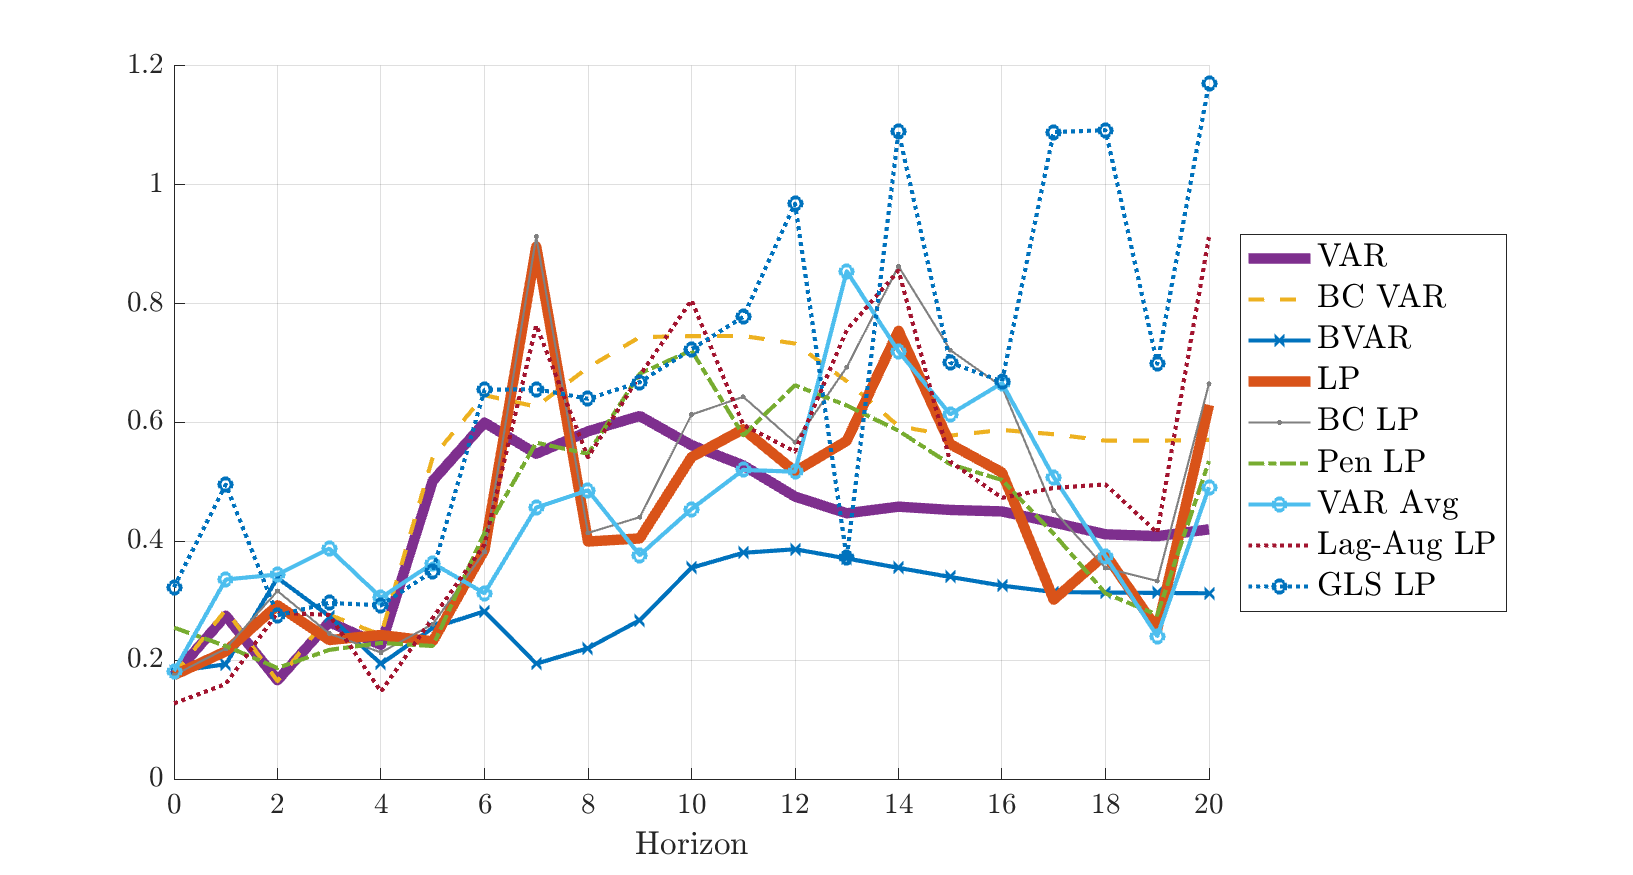 1.2
1
0.8
0.6
0.4
0.2
0
0 2 4 6 8 10 12 14 16 18 20
Horizon
VAR
BC VAR
BVAR
LP
BC LP
Pen LP
VAR Avg
Lag-Aug LP
GLS LP